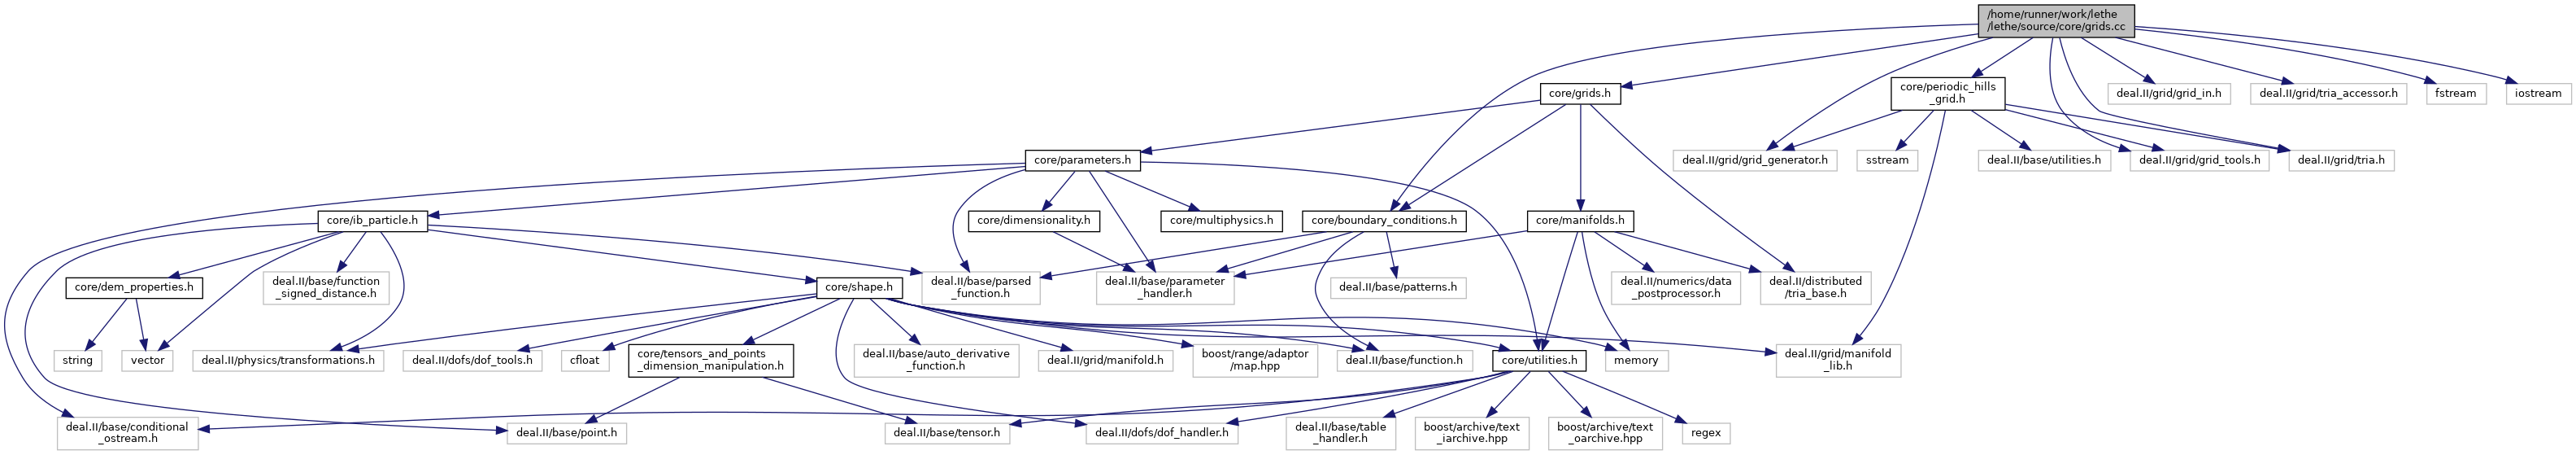 /home/runner/work/lethe
/lethe/source/core/grids.cc
core/grids.h
core/periodic_hills
_grid.h
deal.II/grid/grid_in.h
deal.II/grid/tria_accessor.h
fstream
iostream
core/parameters.h
deal.II/grid/grid_generator.h
sstream
deal.II/base/utilities.h
deal.II/grid/grid_tools.h
deal.II/grid/tria.h
core/ib_particle.h
core/dimensionality.h
core/multiphysics.h
core/boundary_conditions.h
core/manifolds.h
core/dem_properties.h
deal.II/base/function
_signed_distance.h
core/shape.h
deal.II/base/parsed
_function.h
deal.II/base/parameter
_handler.h
deal.II/base/patterns.h
deal.II/numerics/data
_postprocessor.h
deal.II/distributed
/tria_base.h
string
vector
deal.II/physics/transformations.h
deal.II/dofs/dof_tools.h
cfloat
core/tensors_and_points
_dimension_manipulation.h
deal.II/base/auto_derivative
_function.h
deal.II/grid/manifold.h
boost/range/adaptor
/map.hpp
deal.II/base/function.h
core/utilities.h
memory
deal.II/grid/manifold
_lib.h
deal.II/base/conditional
_ostream.h
deal.II/base/point.h
deal.II/base/tensor.h
deal.II/dofs/dof_handler.h
deal.II/base/table
_handler.h
boost/archive/text
_iarchive.hpp
boost/archive/text
_oarchive.hpp
regex